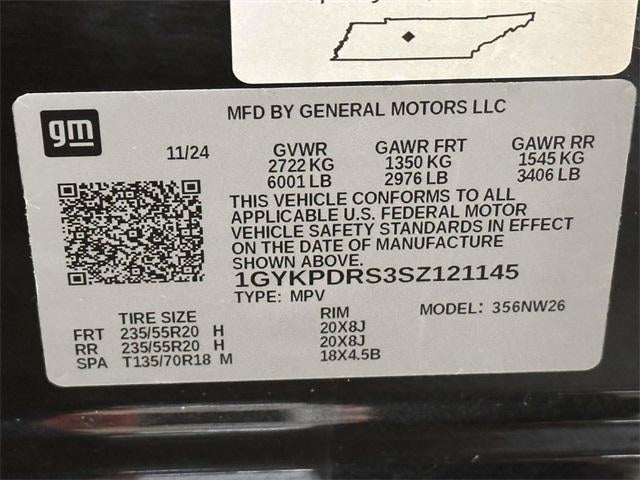 gm
MFD BY GENERAL MOTORS LLC
11/24 GVWR GAWR FRT GAWR RR
2722 KG 1350 KG 1545 KG
6001 LB 2976 LB 3406 LB
THIS VEHICLE CONFORMS TO ALL
APPLICABLE U.S. FEDERAL MOTOR
VEHICLE SAFETY STANDARDS IN EFFECT
ON THE DATE OF MANUFACTURE
SHOWN ABOVE.
1GYKPDRS3SZ121145
TYPE: MPV MODEL: 356NW26
TIRE SIZE RIM
FRT 235/55R20 H 20X8J
RR 235/55R20 H 20X8J
SPA T135/70R18 M 18X4.5B